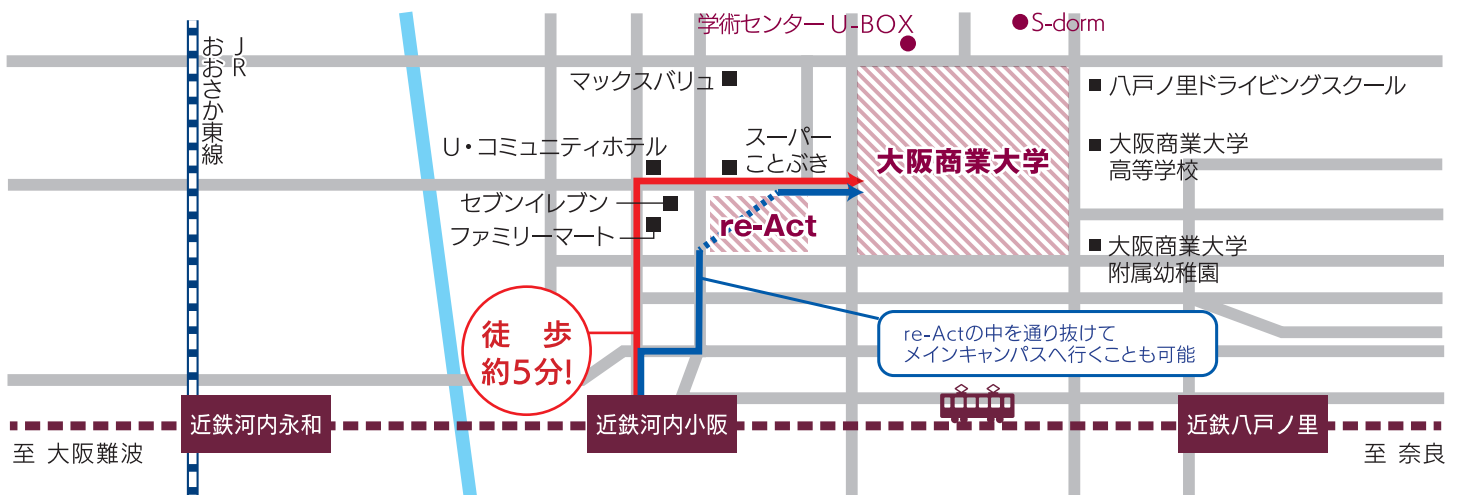 学術センター U-BOX
S-dorm
JR
おおさか東線
マックスバリュ
八戸ノ里ドライビングスクール
U・コミュニティホテル
スーパー
ことぶき
大阪商業大学
大阪商業大学
高等学校
セブンイレブン
ファミリーマート
re-Act
大阪商業大学
附属幼稚園
徒 歩
約5分!
re-Actの中を通り抜けて
メインキャンパスへ行くことも可能
近鉄河内永和
近鉄河内小阪
近鉄八戸ノ里
至 大阪難波
至 奈良